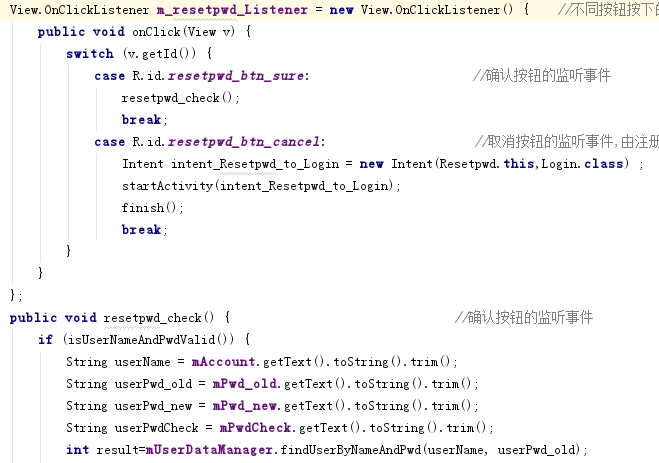 View.OnClickListener m_resetpwd_Listener = new View.OnClickListener() {    //不同按钮按下的
    public void onClick(View v) {
        switch (v.getId()) {
            case R.id.resetpwd_btn_sure:                       //确认按钮的监听事件
                resetpwd_check();
                break;
            case R.id.resetpwd_btn_cancel:                     //取消按钮的监听事件,由注册
                Intent intent_Resetpwd_to_Login = new Intent(Resetpwd.this,Login.class) ;
                startActivity(intent_Resetpwd_to_Login);
                finish();
                break;
        }
    }
};
public void resetpwd_check() {                                //确认按钮的监听事件
    if (isUserNameAndPwdValid()) {
        String userName = mAccount.getText().toString().trim();
        String userPwd_old = mPwd_old.getText().toString().trim();
        String userPwd_new = mPwd_new.getText().toString().trim();
        String userPwdCheck = mPwdCheck.getText().toString().trim();
        int result=mUserDataManager.findUserByNameAndPwd(userName, userPwd_old);